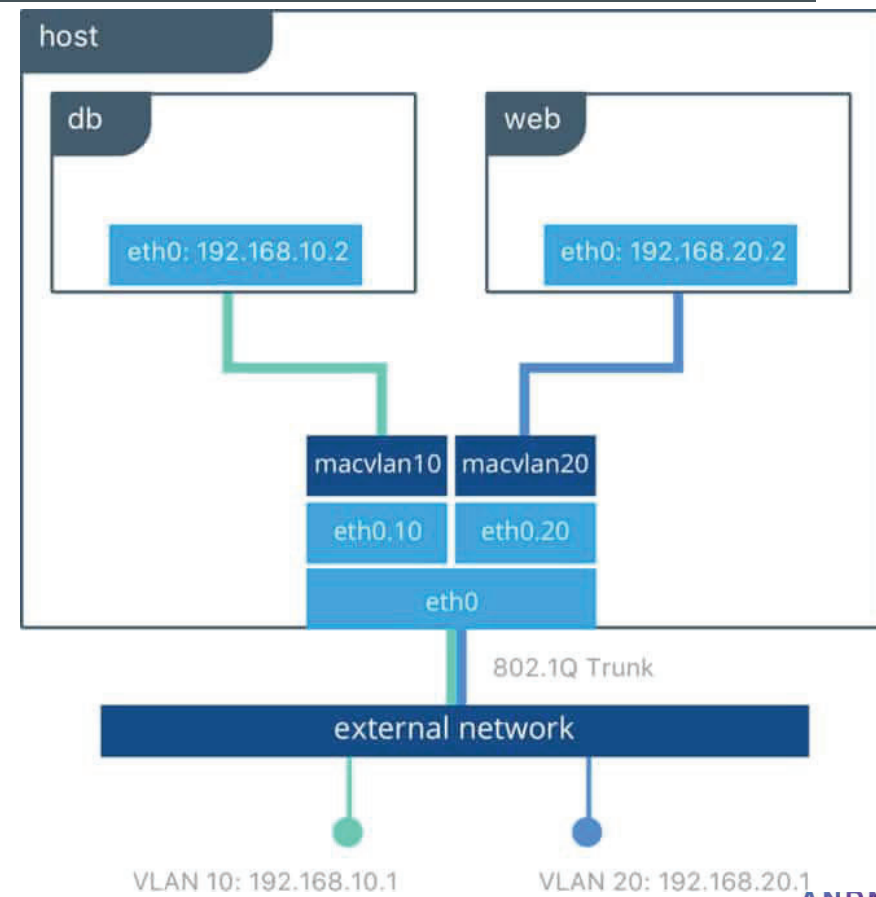 host
db
web
eth0: 192.168.10.2
eth0: 192.168.20.2
macvlan10
macvlan20
eth0.10
eth0.20
eth0
802.1Q Trunk
external network
VLAN 10: 192.168.10.1
VLAN 20: 192.168.20.1